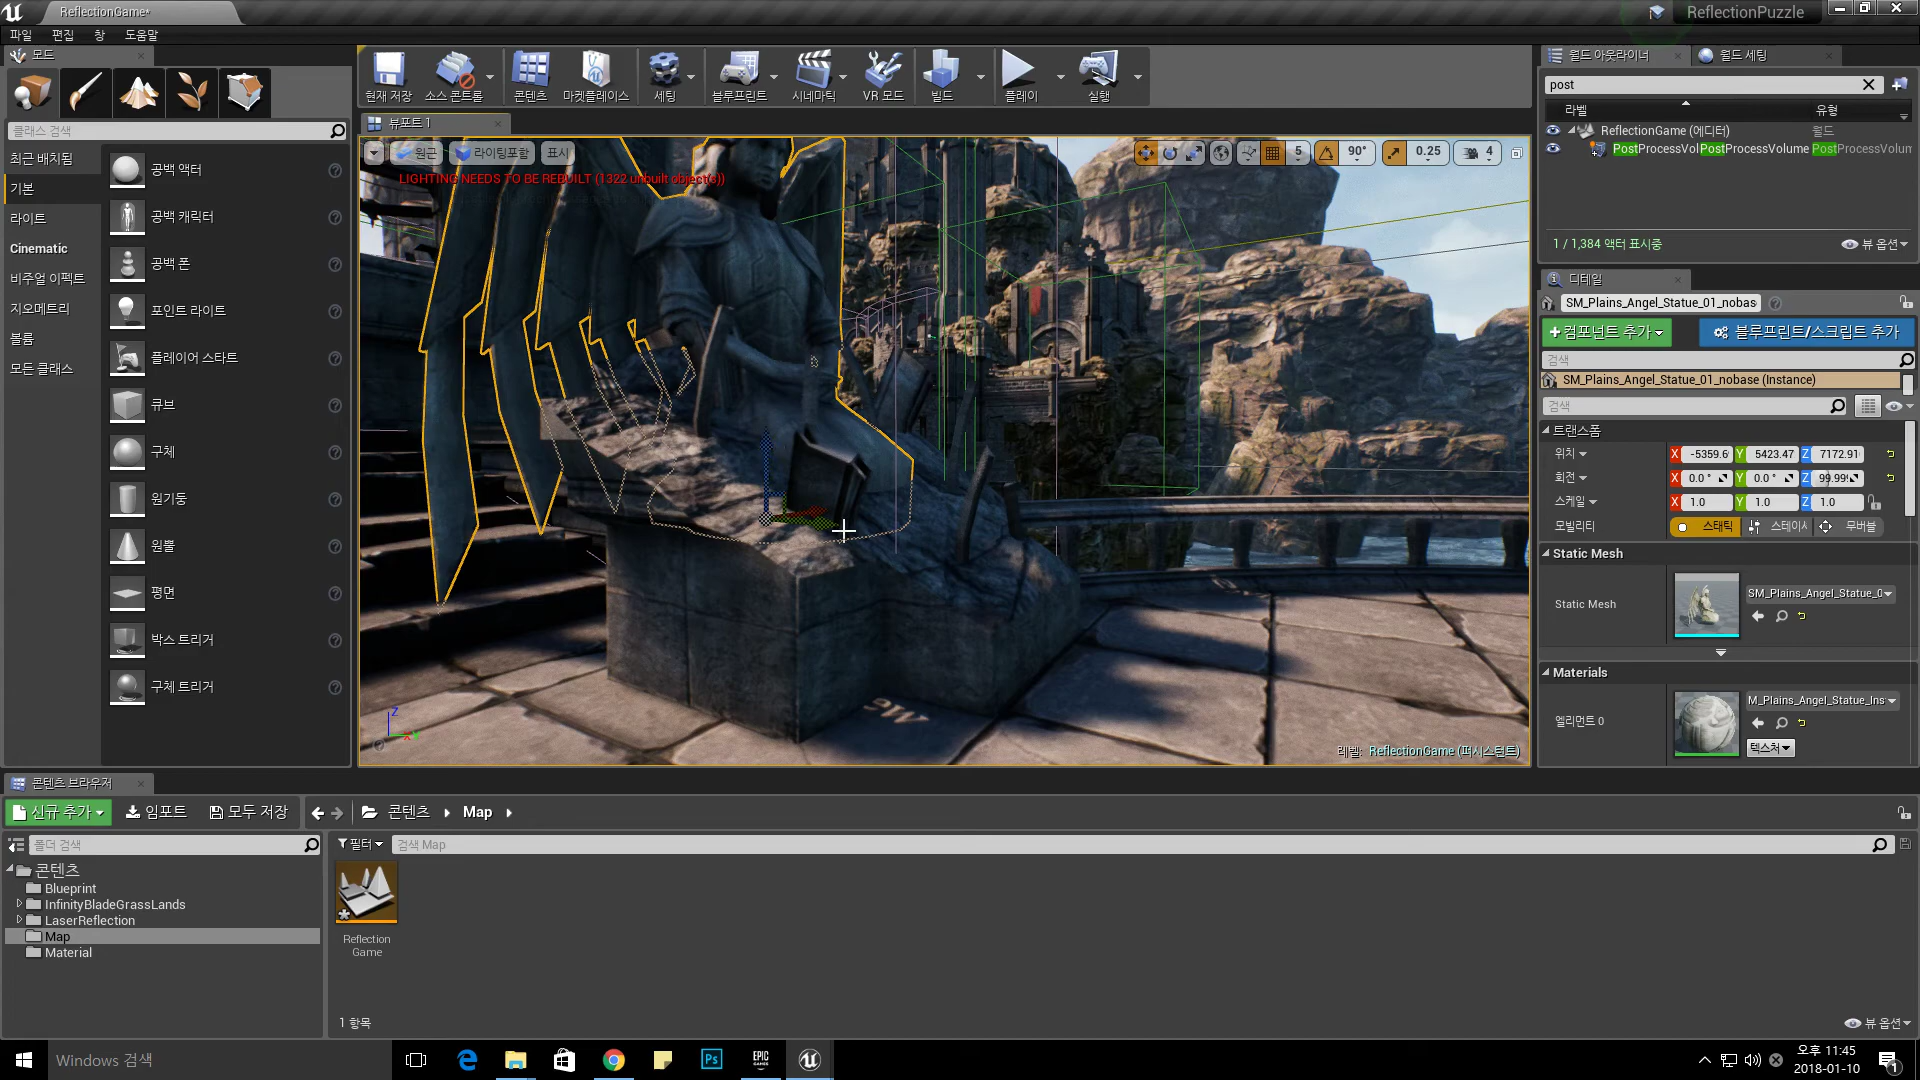 ReflectionGame*
ReflectionPuzzle
파일 편집 창 도움말
모드
클래스 검색
최근 배치됨
기본
라이트
Cinematic
비주얼 이펙트
지오메트리
볼륨
모든 클래스
공백 액터
공백 캐릭터
공백 폰
포인트 라이트
플레이어 스타트
큐브
구체
원기둥
원뿔
평면
박스 트리거
구체 트리거
현재 저장 소스 콘트롤 콘텐츠 마켓플레이스 세팅 블루프린트 시네마틱 VR 모드 빌드 플레이 실행
뷰포트 1
원근 라이팅포함 표시
5 90° 0.25 4
LIGHTING NEEDS TO BE REBUILT (1322 unbuilt object(s))
Z
레벨: ReflectionGame (퍼시스턴트)
월드 아웃라이너 월드 세팅
post
라벨 유형
ReflectionGame (에디터) 월드
PostProcessVolPostProcessVolume PostProcessVolum
1 / 1,384 액터 표시중 뷰 옵션
디테일
SM_Plains_Angel_Statue_01_nobas
+컴포넌트 추가 블루프린트/스크립트 추가
검색
SM_Plains_Angel_Statue_01_nobase (Instance)
검색
트랜스폼
위치 X -5359.6 Y 5423.47 Z 7172.91
회전 X 0.0 ° Y 0.0 ° Z 99.99
스케일 X 1.0 Y 1.0 Z 1.0
모빌리티 스태틱 스테이시 무버블
Static Mesh
Static Mesh
SM_Plains_Angel_Statue_0
Materials
엘리먼트 0
M_Plains_Angel_Statue_Ins
텍스처
콘텐츠 브라우저
신규 추가 임포트 모두 저장 콘텐츠 Map
폴더 검색
필터 검색 Map
콘텐츠
Blueprint
InfinityBladeGrassLands
LaserReflection
Map
Material
Reflection
Game
1 항목
뷰 옵션
Windows 검색
Ps
EPIC
GAMES
오후 11:45
2018-01-10
1